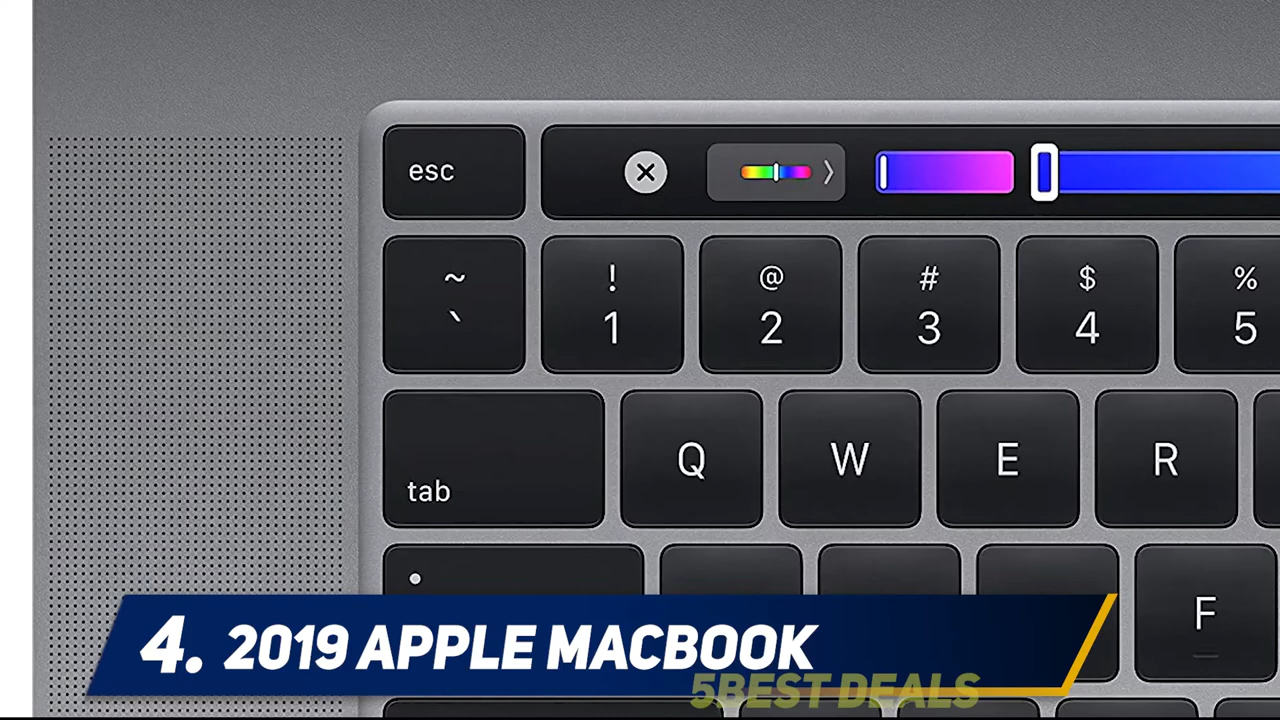 esc
~ ! @ # $ %
` 1 2 3 4 5
tab Q W E R
F
4. 2019 APPLE MACBOOK
5BEST DEALS